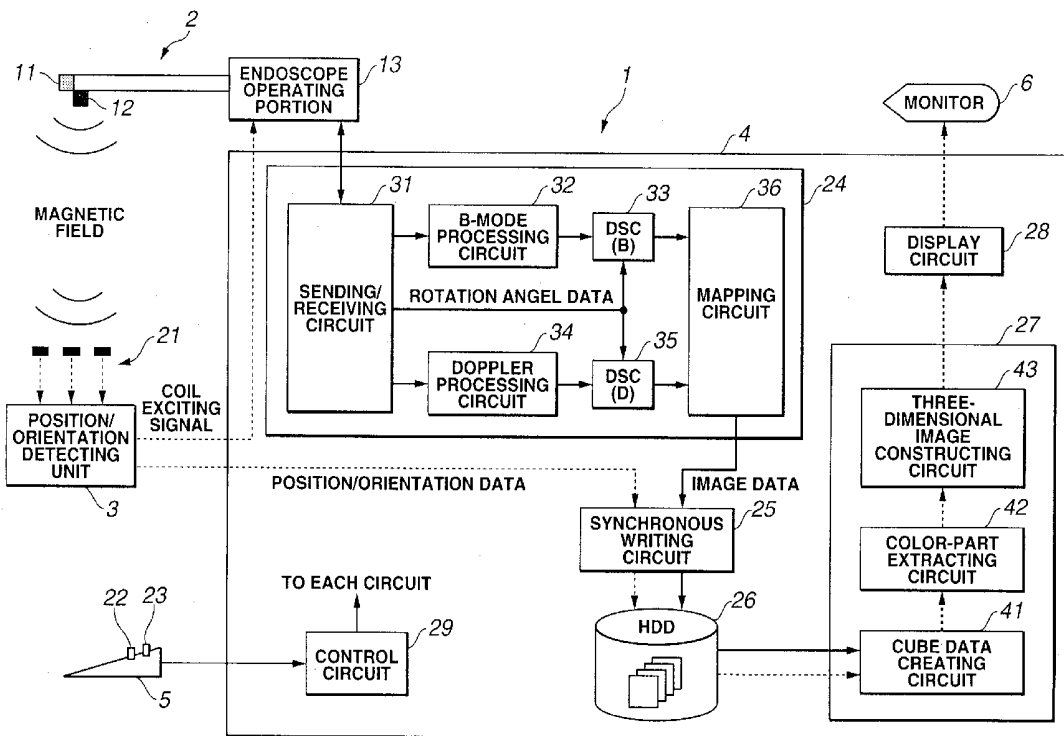 2
11
12
13
ENDOSCOPE
OPERATING
PORTION
1
6
MONITOR
4
24
MAGNETIC
FIELD
31
SENDING/
RECEIVING
CIRCUIT
32
B-MODE
PROCESSING
CIRCUIT
33
DSC
(B)
36
MAPPING
CIRCUIT
ROTATION ANGEL DATA
34
DOPPLER
PROCESSING
CIRCUIT
35
DSC
(D)
28
DISPLAY
CIRCUIT
21
COIL
EXCITING
SIGNAL
POSITION/
ORIENTATION
DETECTING
UNIT
3
27
43
THREE-
DIMENSIONAL
IMAGE
CONSTRUCTING
CIRCUIT
POSITION/ORIENTATION DATA
IMAGE DATA
25
SYNCHRONOUS
WRITING
CIRCUIT
42
COLOR-PART
EXTRACTING
CIRCUIT
TO EACH CIRCUIT
22
23
5
29
CONTROL
CIRCUIT
26
HDD
41
CUBE DATA
CREATING
CIRCUIT